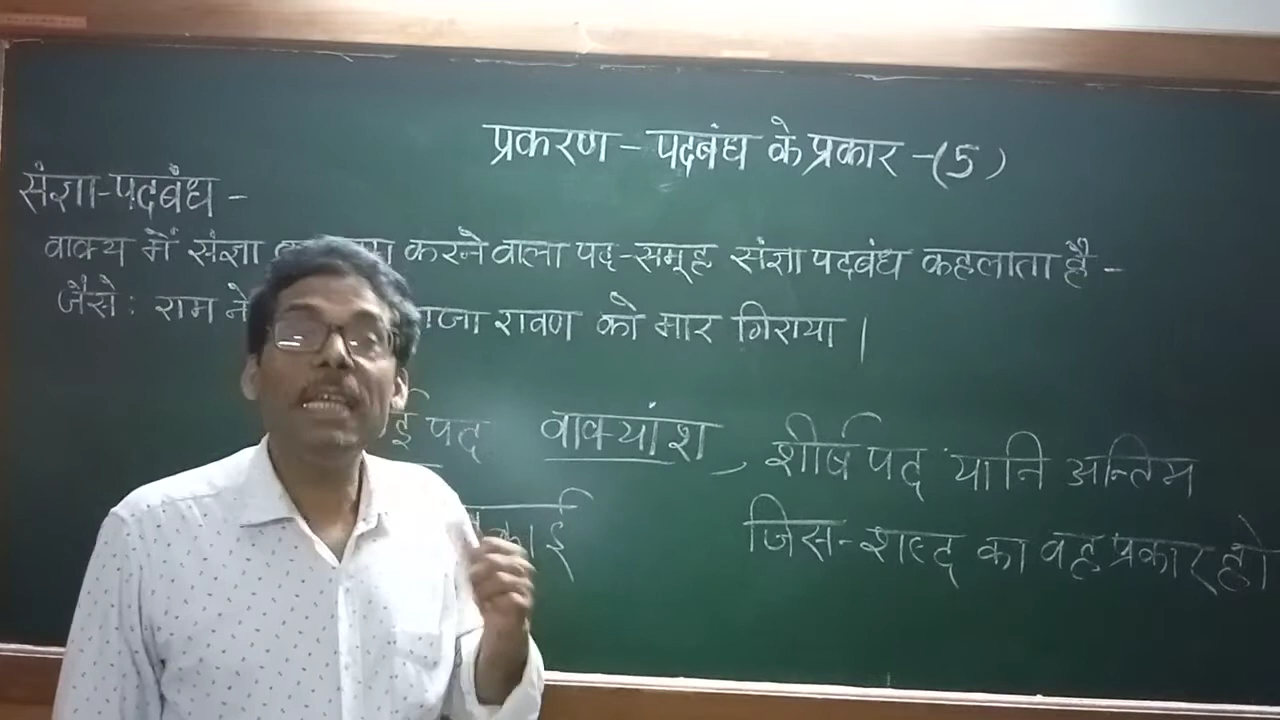 प्रकरण - पदबंध के प्रकार -(5)
संज्ञा-पदबंध -
वाक्य में संज्ञा करने वाला पद-समूह संज्ञा पदबंध कहलाता है -
जैसे: राम ने रावण को मार गिराया |
पद वाक्यांश, शीर्ष पद यानि अन्तिम
जिस-शब्द का वह प्रकार हो